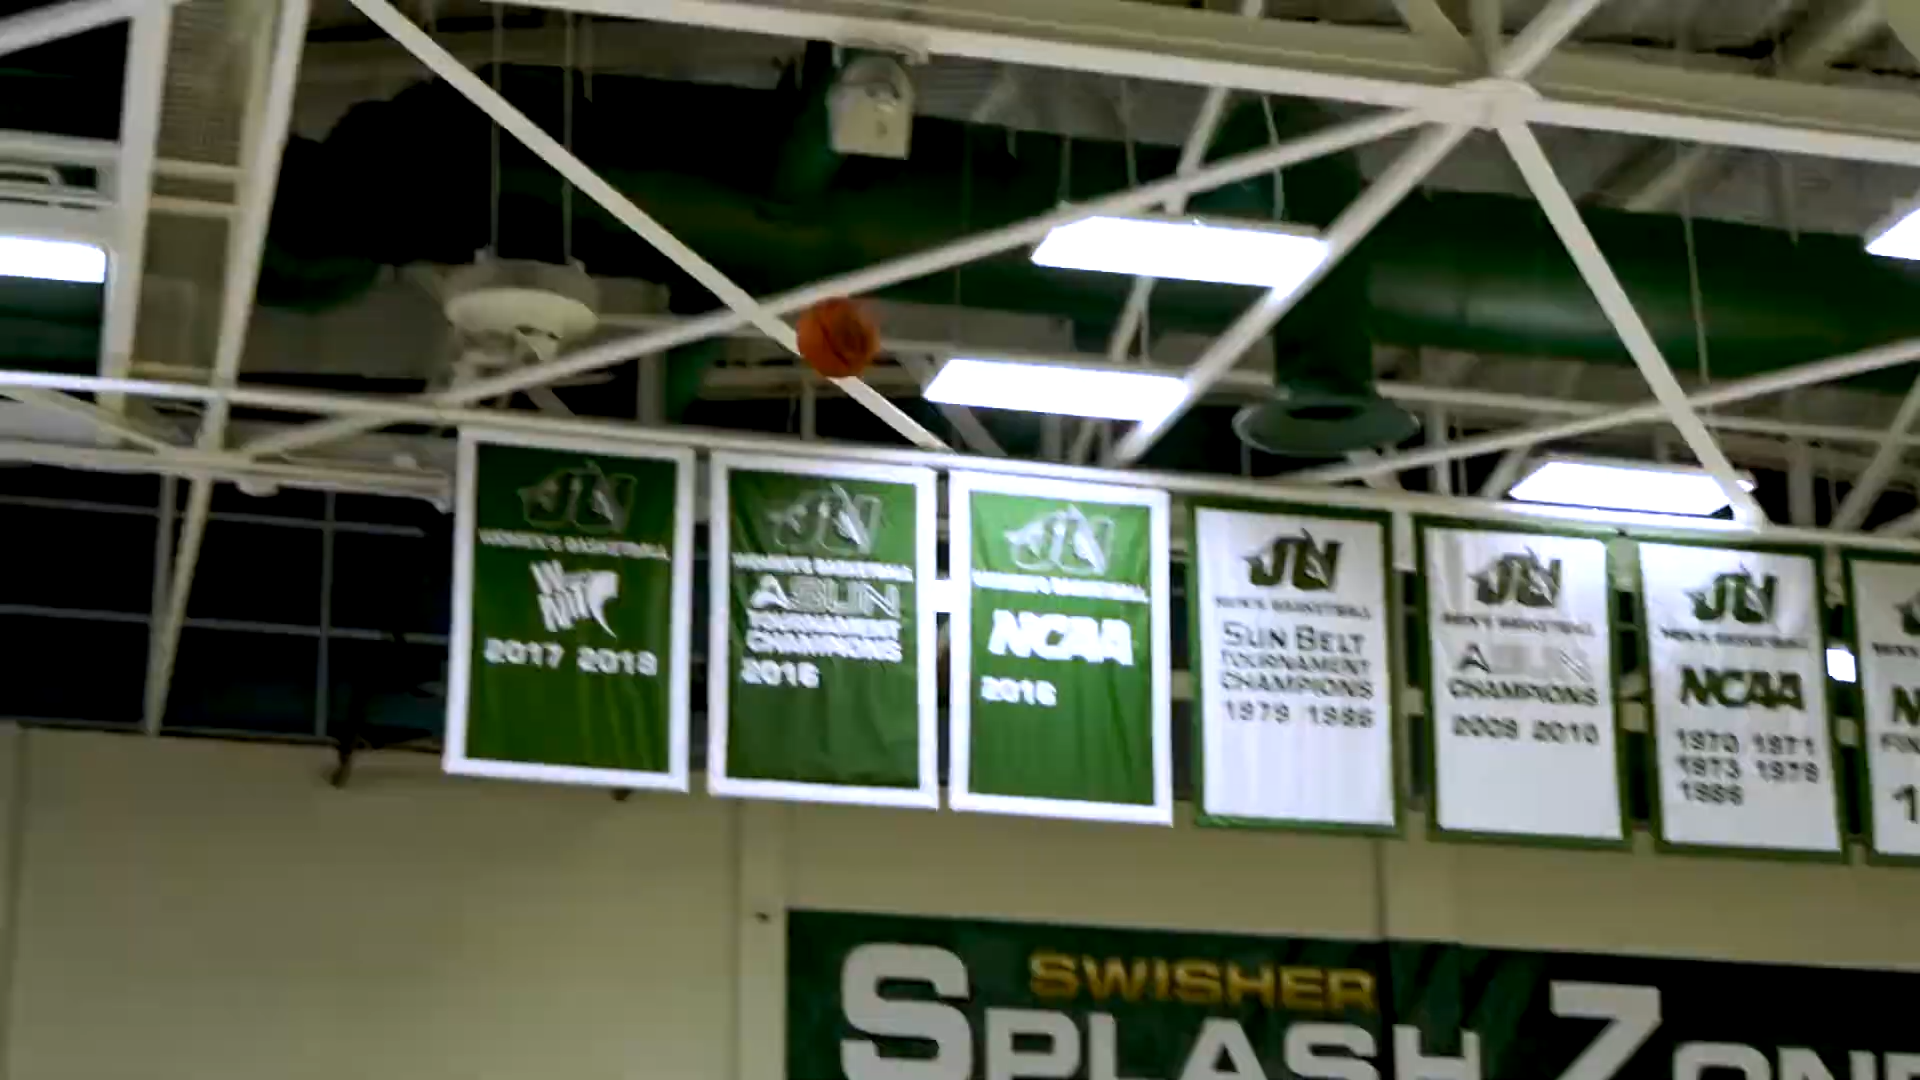 JU
WOMEN'S BASKETBALL
WNIT
2017 2018
JU
WOMEN'S BASKETBALL
ASUN
TOURNAMENT
CHAMPIONS
2016
JU
WOMEN'S BASKETBALL
NCAA
2016
JU
MEN'S BASKETBALL
SUN BELT
TOURNAMENT
CHAMPIONS
1979 1986
JU
MEN'S BASKETBALL
ASUN
CHAMPIONS
2009 2010
JU
MEN'S BASKETBALL
NCAA
1970 1971
1973 1979
1986
SWISHER
SPLASH ZONE